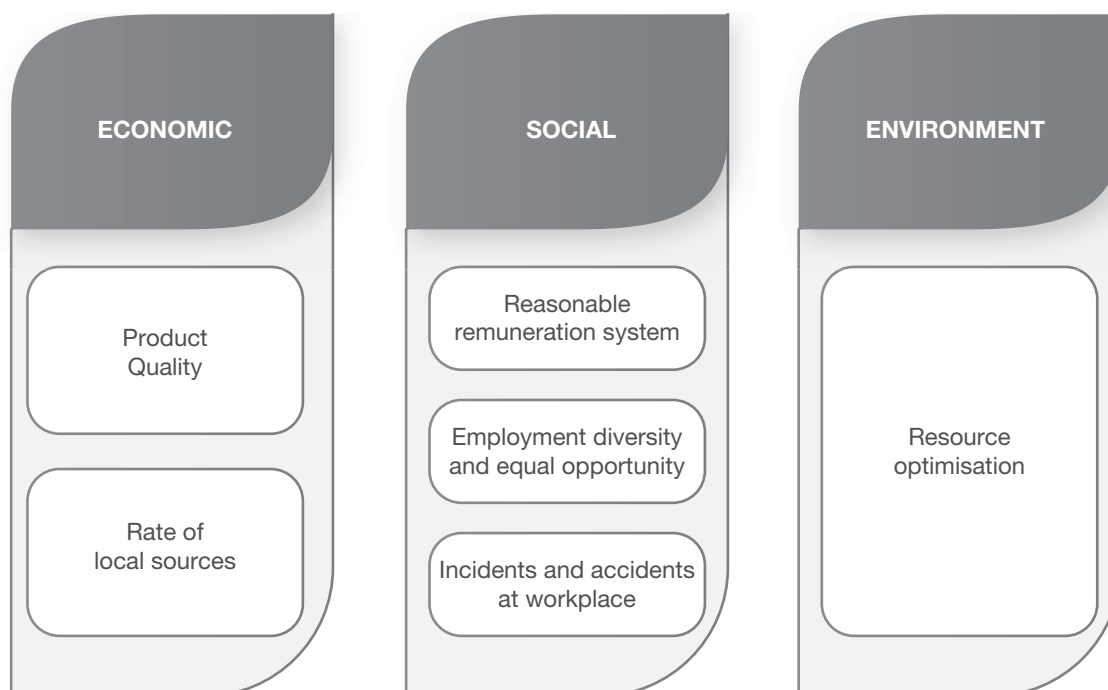 ECONOMIC
Product
Quality
Rate of
local sources
SOCIAL
Reasonable
remuneration system
Employment diversity
and equal opportunity
Incidents and accidents
at workplace
ENVIRONMENT
Resource
optimisation